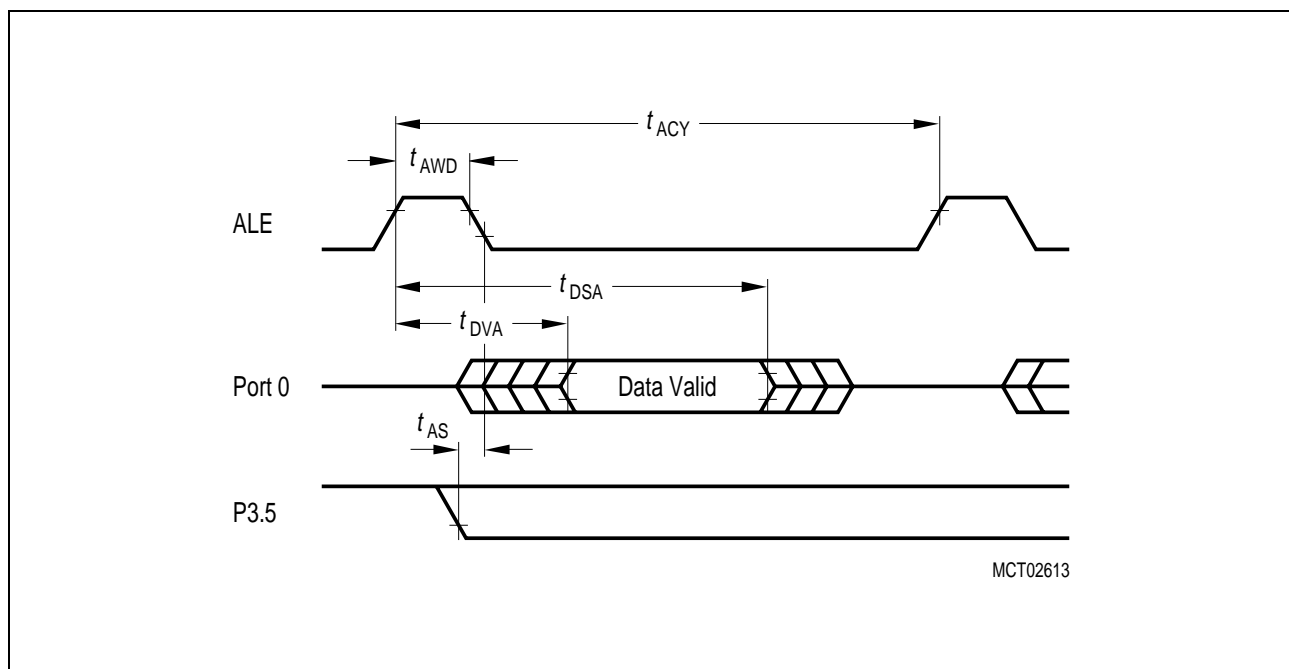 t ACY
t AWD
ALE
t DSA
t DVA
Port 0
Data Valid
t AS
P3.5
MCT02613